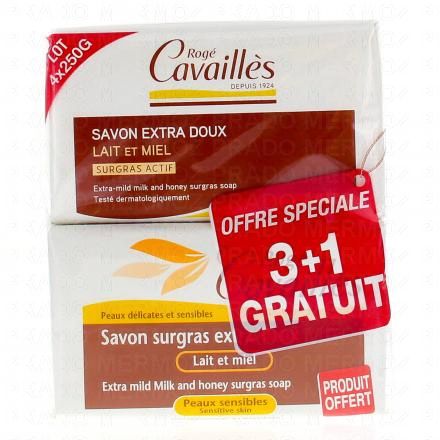 LOT
4x250G
Rogé
Cavaillès
DEPUIS 1924
SAVON EXTRA DOUX
LAIT ET MIEL
SURGRAS ACTIF
Extra-mild milk and honey surgras soap
Testé dermatologiquement
OFFRE SPECIALE
3+1
GRATUIT
Peaux délicates et sensibles
Savon surgras ex
Lait et miel
Extra mild Milk and honey surgras soap
Peaux sensibles
Sensitive skin
PRODUIT
OFFERT